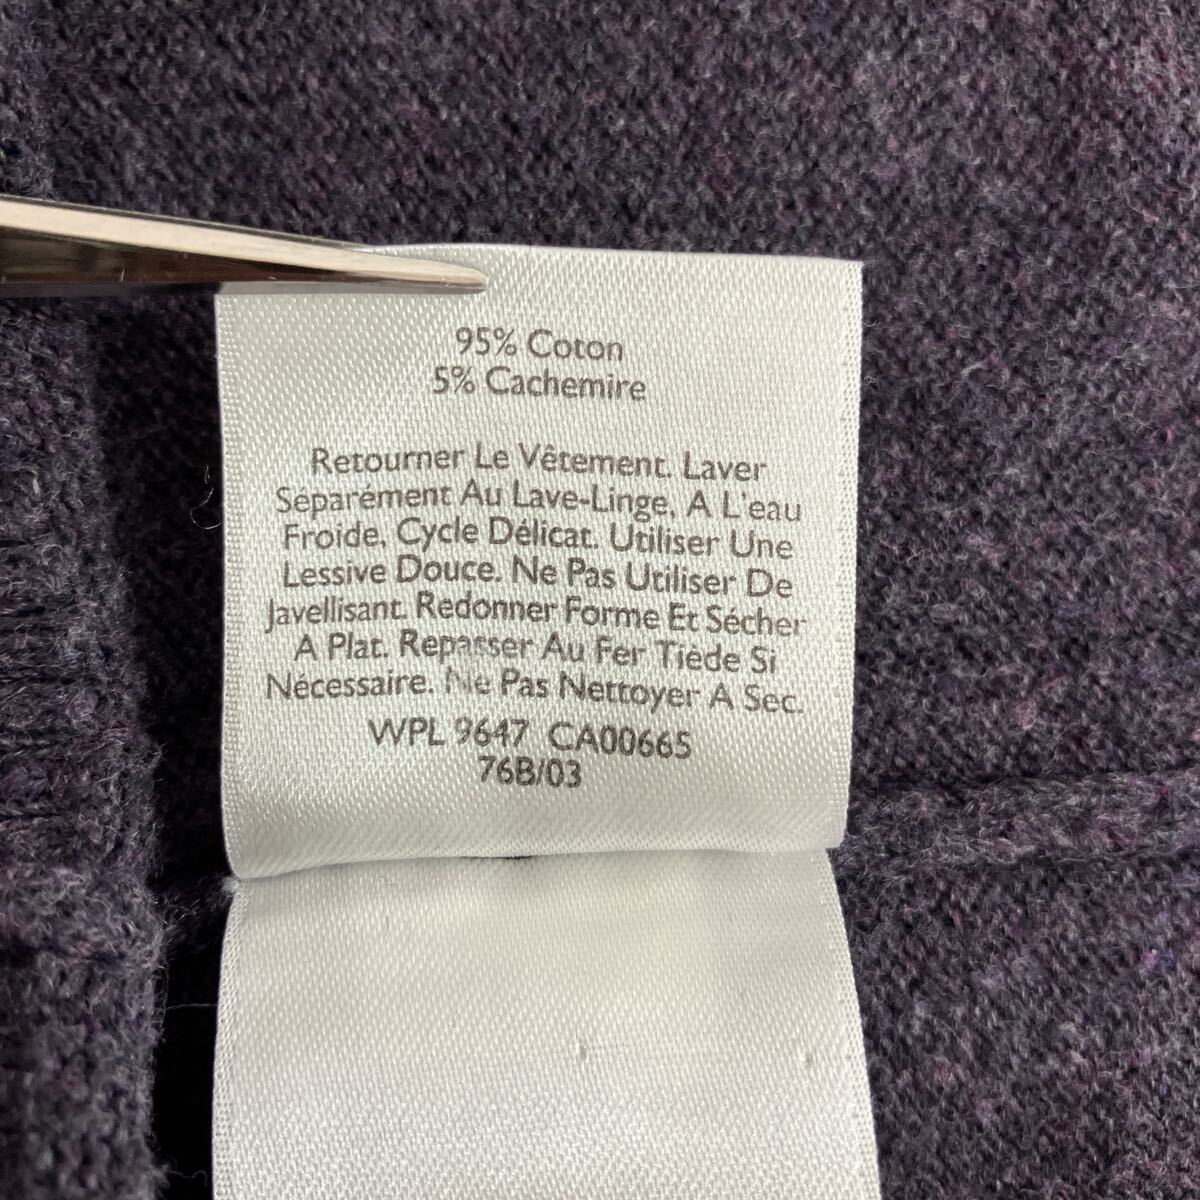 95% Coton
5% Cachemire
Retourner Le Vêtement. Laver
Séparément Au Lave-Linge, A L'eau
Froide, Cycle Délicat. Utiliser Une
Lessive Douce. Ne Pas Utiliser De
Javellisant. Redonner Forme Et Sécher
A Plat. Repasser Au Fer Tiède Si
Nécessaire. Ne Pas Nettoyer A Sec.
WPL 9647 CA00665
76B/03